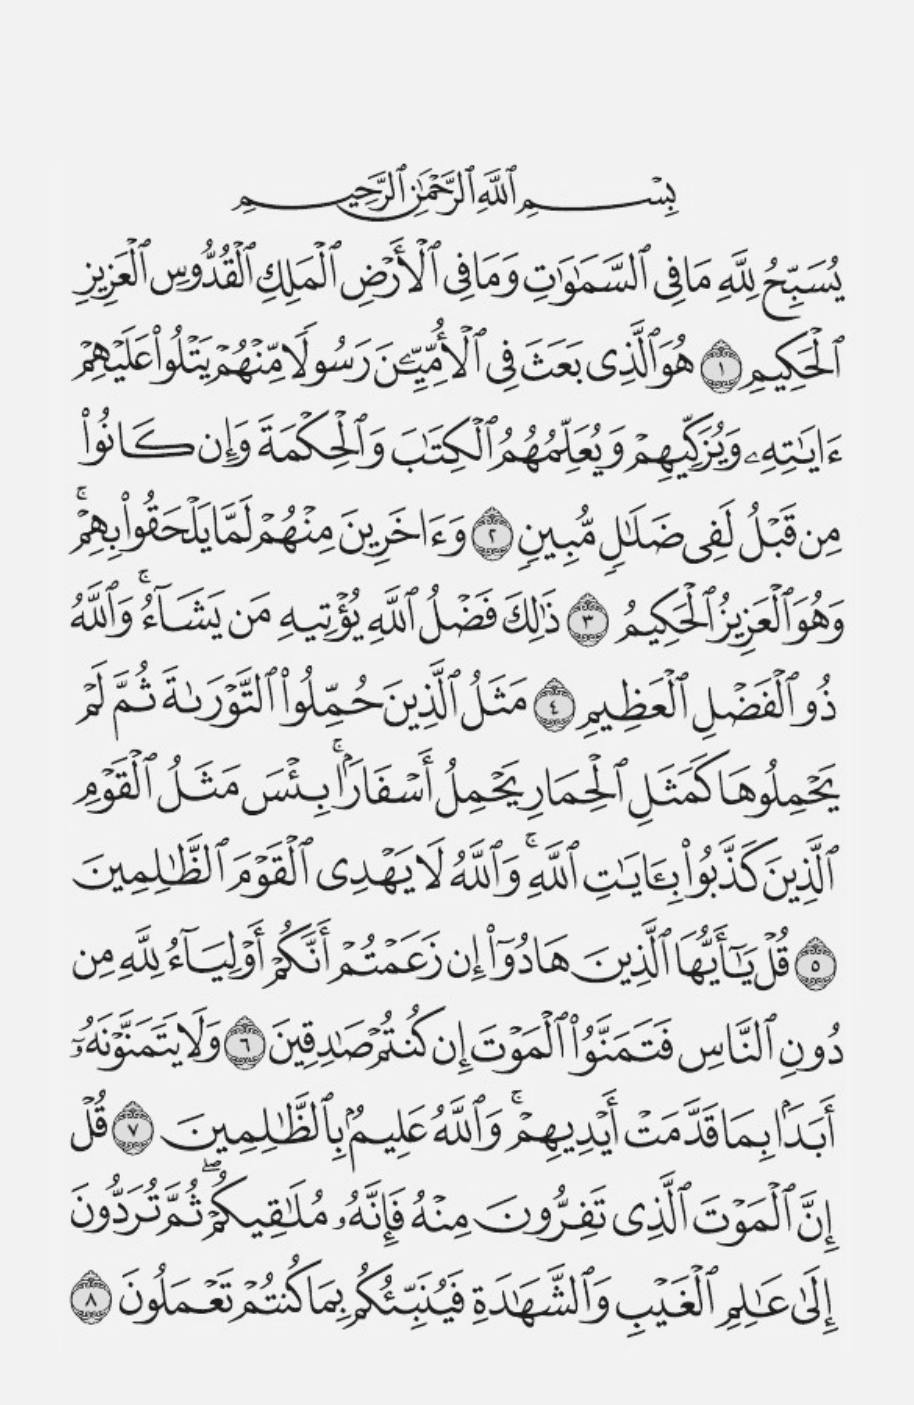 بِسْمِ ٱللَّهِ ٱلرَّحْمَٰنِ ٱلرَّحِيمِ
يُسَبِّحُ لِلَّهِ مَا فِى ٱلسَّمَٰوَٰتِ وَمَا فِى ٱلْأَرْضِ ٱلْمَلِكِ ٱلْقُدُّوسِ ٱلْعَزِيزِ
ٱلْحَكِيمِ ١ هُوَ ٱلَّذِى بَعَثَ فِى ٱلْأُمِّيِّـۧنَ رَسُولًا مِّنْهُمْ يَتْلُوا۟ عَلَيْهِمْ
ءَايَٰتِهِۦ وَيُزَكِّيهِمْ وَيُعَلِّمُهُمُ ٱلْكِتَٰبَ وَٱلْحِكْمَةَ وَإِن كَانُوا۟
مِن قَبْلُ لَفِى ضَلَٰلٍ مُّبِينٍ ٢ وَءَاخَرِينَ مِنْهُمْ لَمَّا يَلْحَقُوا۟ بِهِمْ ۚ
وَهُوَ ٱلْعَزِيزُ ٱلْحَكِيمُ ٣ ذَٰلِكَ فَضْلُ ٱللَّهِ يُؤْتِيهِ مَن يَشَآءُ ۚ وَٱللَّهُ
ذُو ٱلْفَضْلِ ٱلْعَظِيمِ ٤ مَثَلُ ٱلَّذِينَ حُمِّلُوا۟ ٱلتَّوْرَىٰةَ ثُمَّ لَمْ
يَحْمِلُوهَا كَمَثَلِ ٱلْحِمَارِ يَحْمِلُ أَسْفَارًۢا ۚ بِئْسَ مَثَلُ ٱلْقَوْمِ
ٱلَّذِينَ كَذَّبُوا۟ بِـَٔايَٰتِ ٱللَّهِ ۚ وَٱللَّهُ لَا يَهْدِى ٱلْقَوْمَ ٱلظَّٰلِمِينَ
٥ قُلْ يَٰٓأَيُّهَا ٱلَّذِينَ هَادُوٓا۟ إِن زَعَمْتُمْ أَنَّكُمْ أَوْلِيَآءُ لِلَّهِ مِن
دُونِ ٱلنَّاسِ فَتَمَنَّوُا۟ ٱلْمَوْتَ إِن كُنتُمْ صَٰدِقِينَ ٦ وَلَا يَتَمَنَّوْنَهُۥٓ
أَبَدًۢا بِمَا قَدَّمَتْ أَيْدِيهِمْ ۚ وَٱللَّهُ عَلِيمٌۢ بِٱلظَّٰلِمِينَ ٧ قُلْ
إِنَّ ٱلْمَوْتَ ٱلَّذِى تَفِرُّونَ مِنْهُ فَإِنَّهُۥ مُلَٰقِيكُمْ ۖ ثُمَّ تُرَدُّونَ
إِلَىٰ عَٰلِمِ ٱلْغَيْبِ وَٱلشَّهَٰدَةِ فَيُنَبِّئُكُم بِمَا كُنتُمْ تَعْمَلُونَ ٨